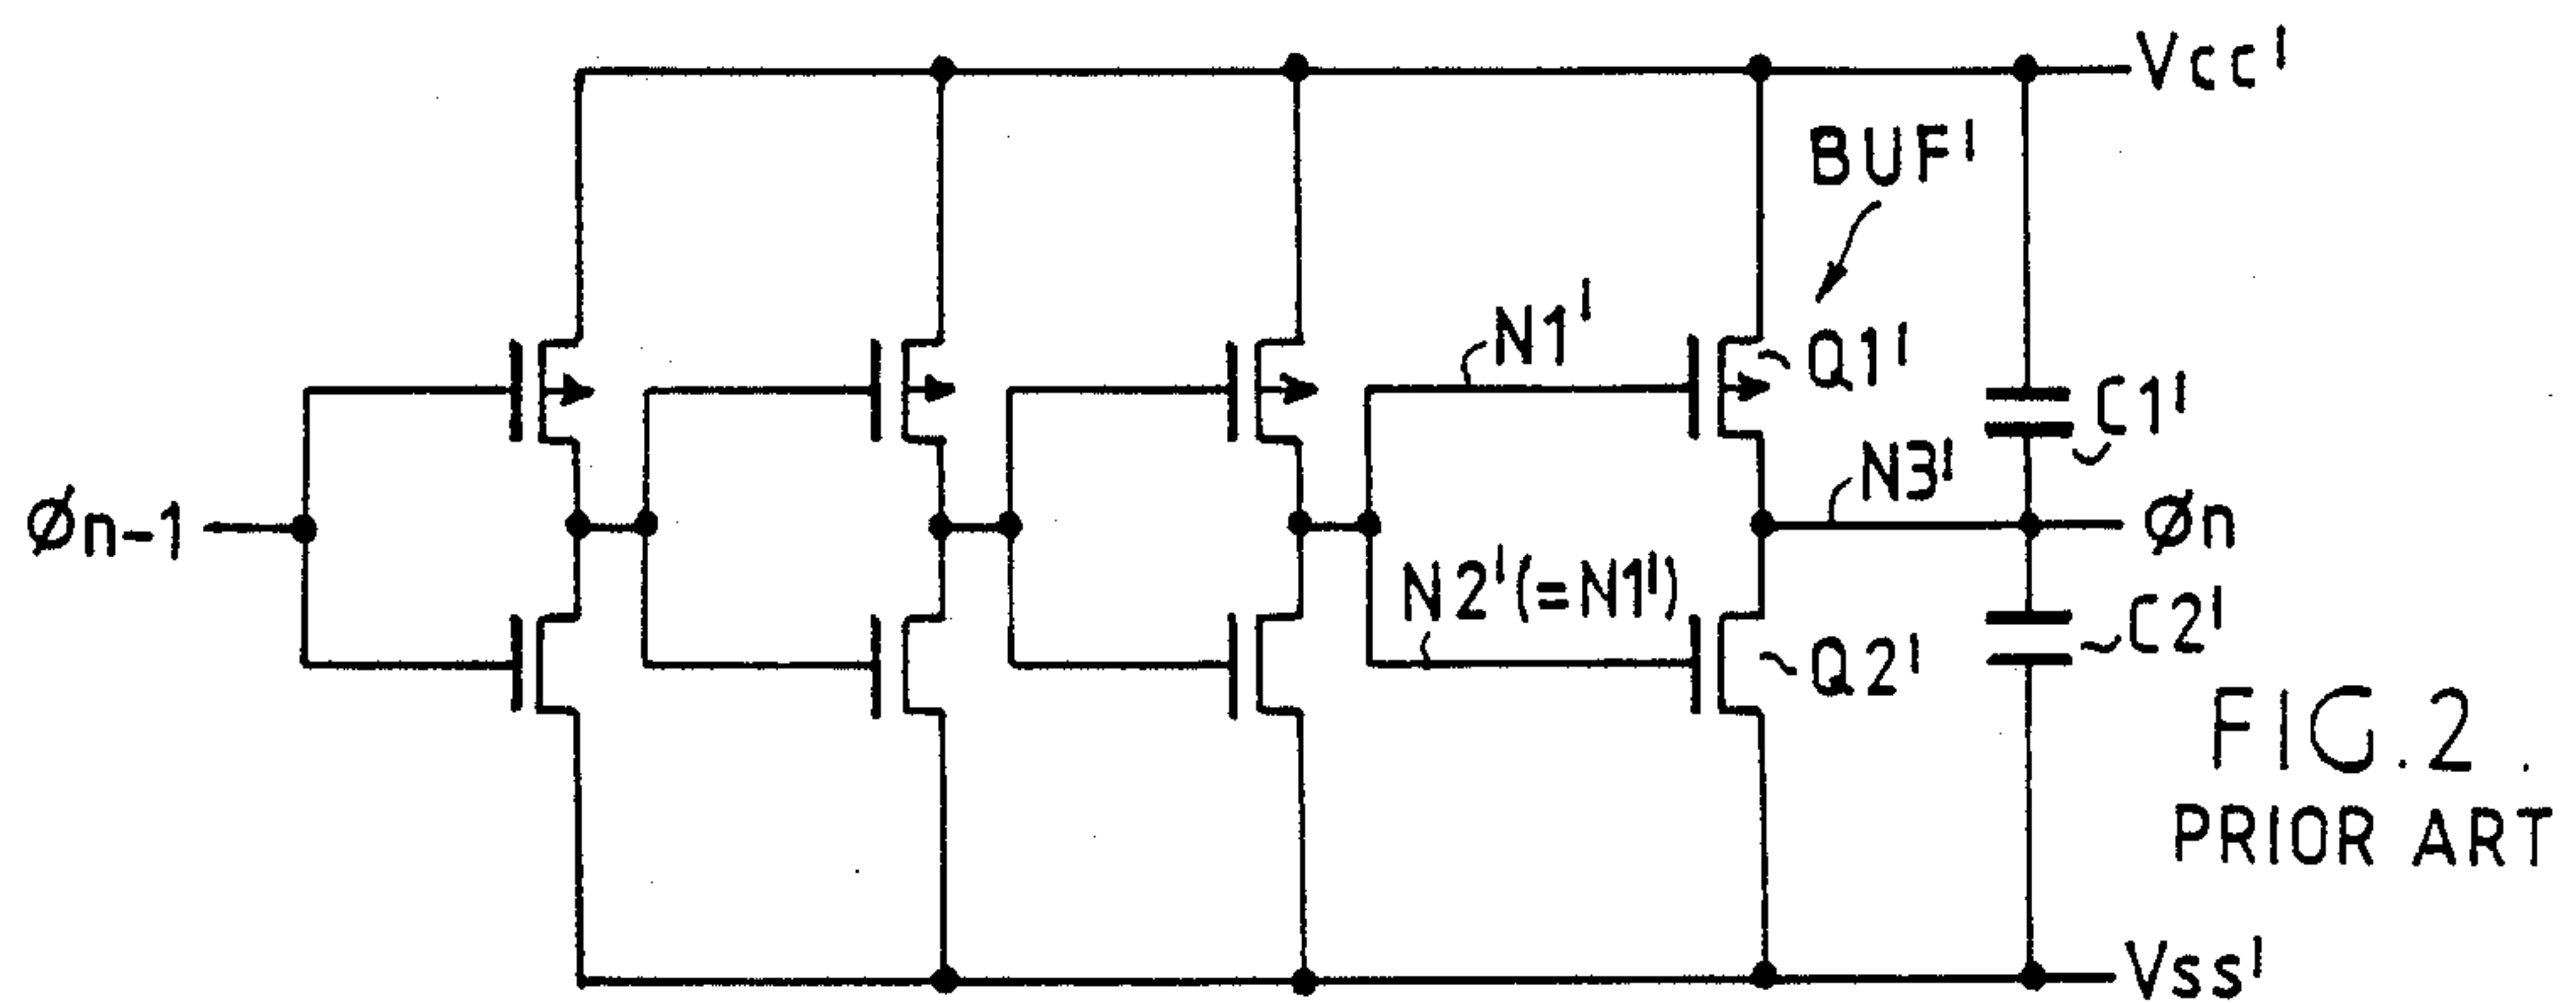 Vcc'
BUF'
N1'
Q1'
C1'
N3'
Øn-1
Øn
N2'(=N1')
Q2'
C2'
FIG.2.
PRIOR ART
Vss'